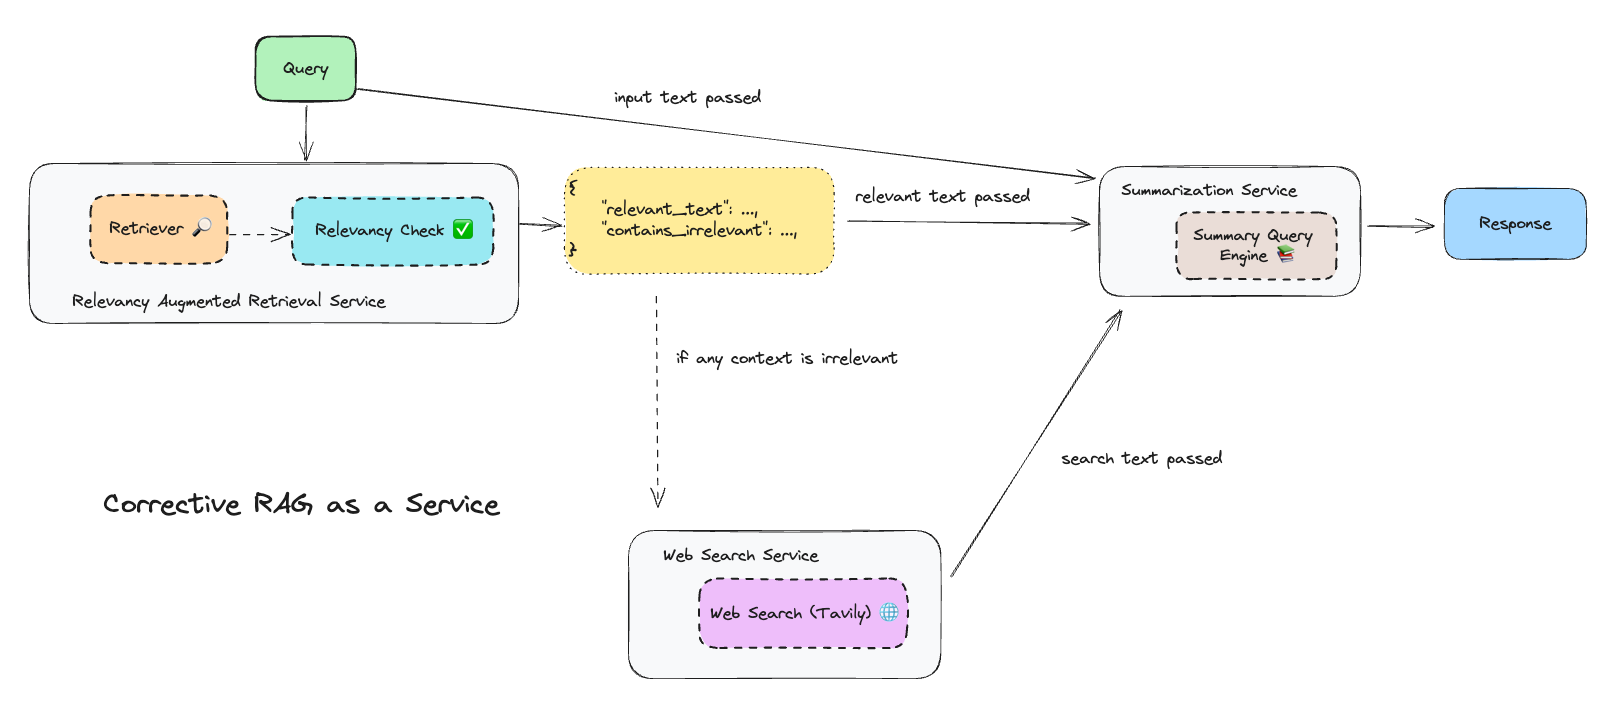 Query
input text passed
{
"relevant_text": ...,
"contains_irrelevant": ...,
}
relevant text passed
Summarization Service
Summary Query
Engine
Response
Retriever
Relevancy Check
Relevancy Augmented Retrieval Service
if any context is irrelevant
search text passed
Corrective RAG as a Service
Web Search Service
Web Search (Tavily)